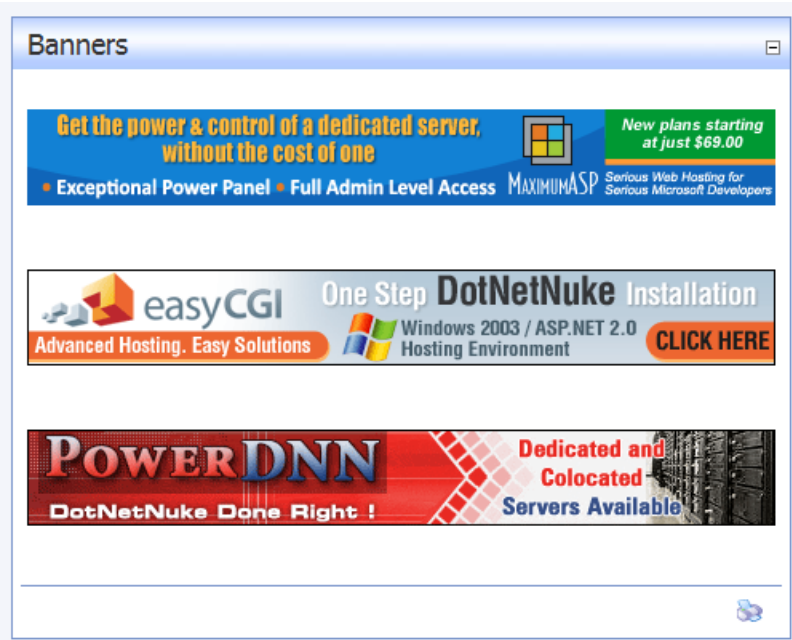 Banners
Get the power & control of a dedicated server,
without the cost of one
• Exceptional Power Panel • Full Admin Level Access
MAXIMUMASP
New plans starting
at just $69.00
Serious Web Hosting for
Serious Microsoft Developers
easyCGI
Advanced Hosting. Easy Solutions
One Step DotNetNuke Installation
Windows 2003 / ASP.NET 2.0
Hosting Environment
CLICK HERE
POWERDNN
DotNetNuke Done Right !
Dedicated and
Colocated
Servers Available